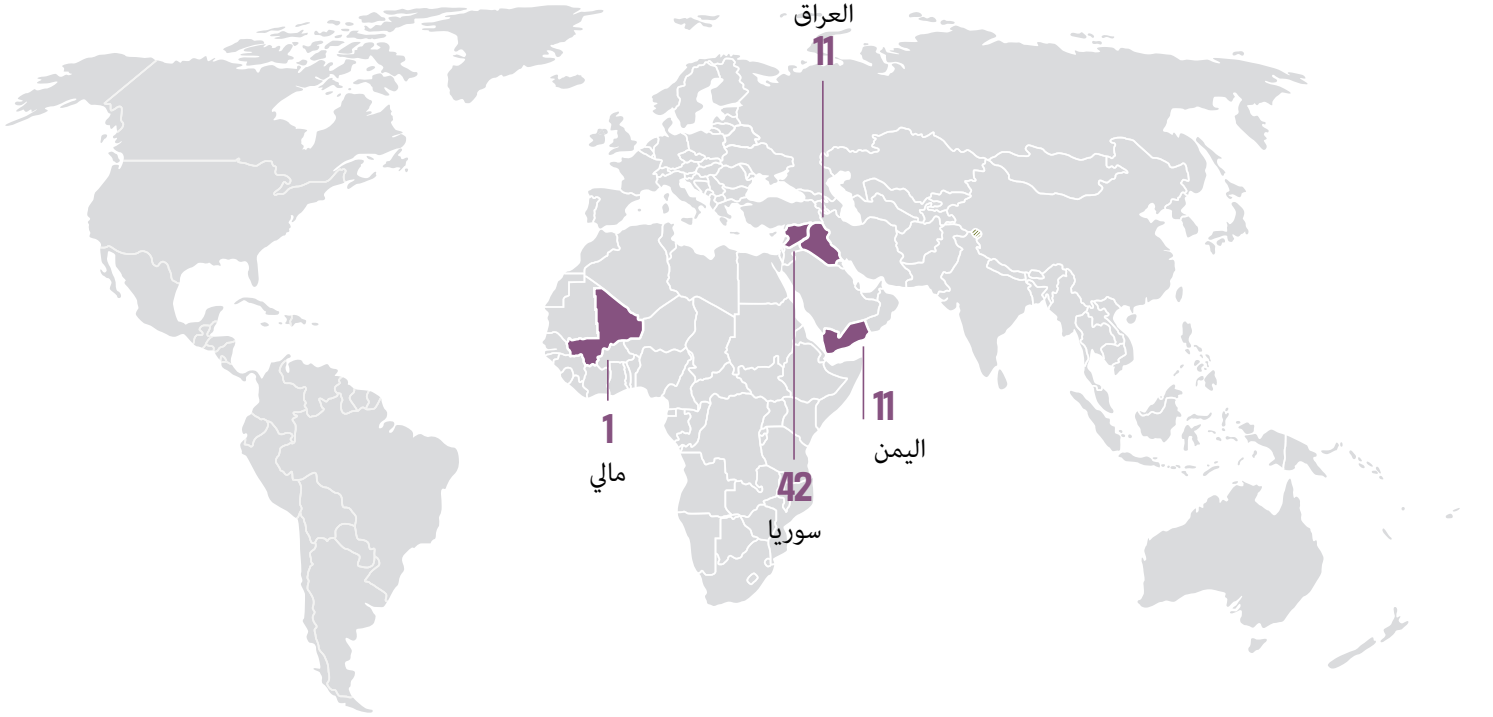 العراق
11
11
اليمن
1
مالي
42
سوريا